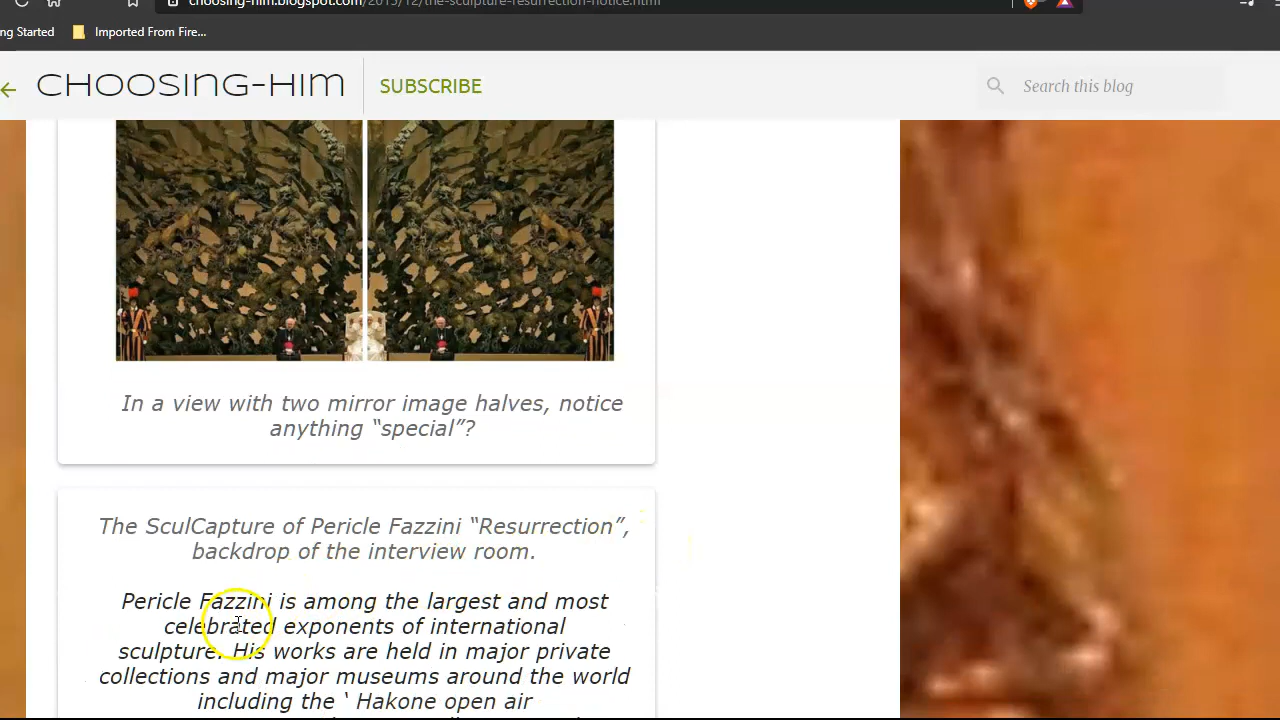 choosing-him.blogspot.com/2015/12/the-sculpture-resurrection-notice.html
ng Started
Imported From Fire...
CHOOSING-HIM
SUBSCRIBE
Search this blog
In a view with two mirror image halves, notice
anything “special”?
The SculCapture of Pericle Fazzini “Resurrection”,
backdrop of the interview room.
Pericle Fazzini is among the largest and most
celebrated exponents of international
sculpture. His works are held in major private
collections and major museums around the world
including the ‘ Hakone open air